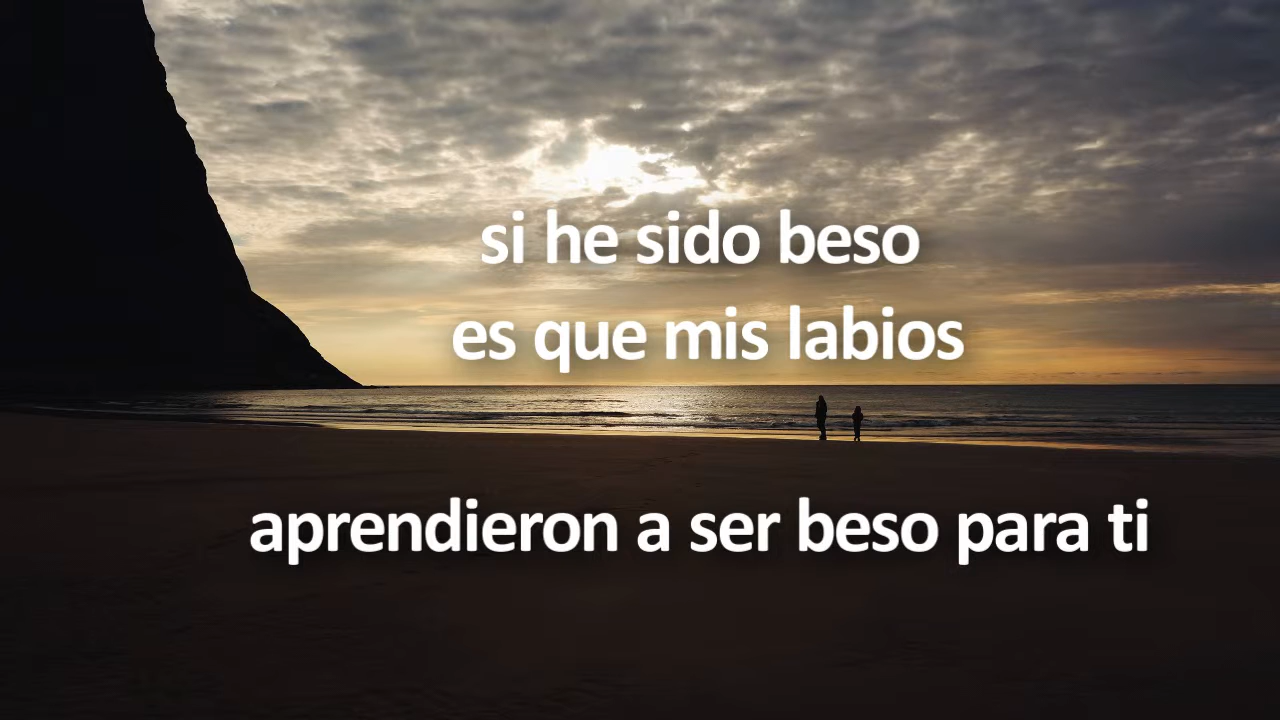 si he sido beso
es que mis labios
aprendieron a ser beso para ti